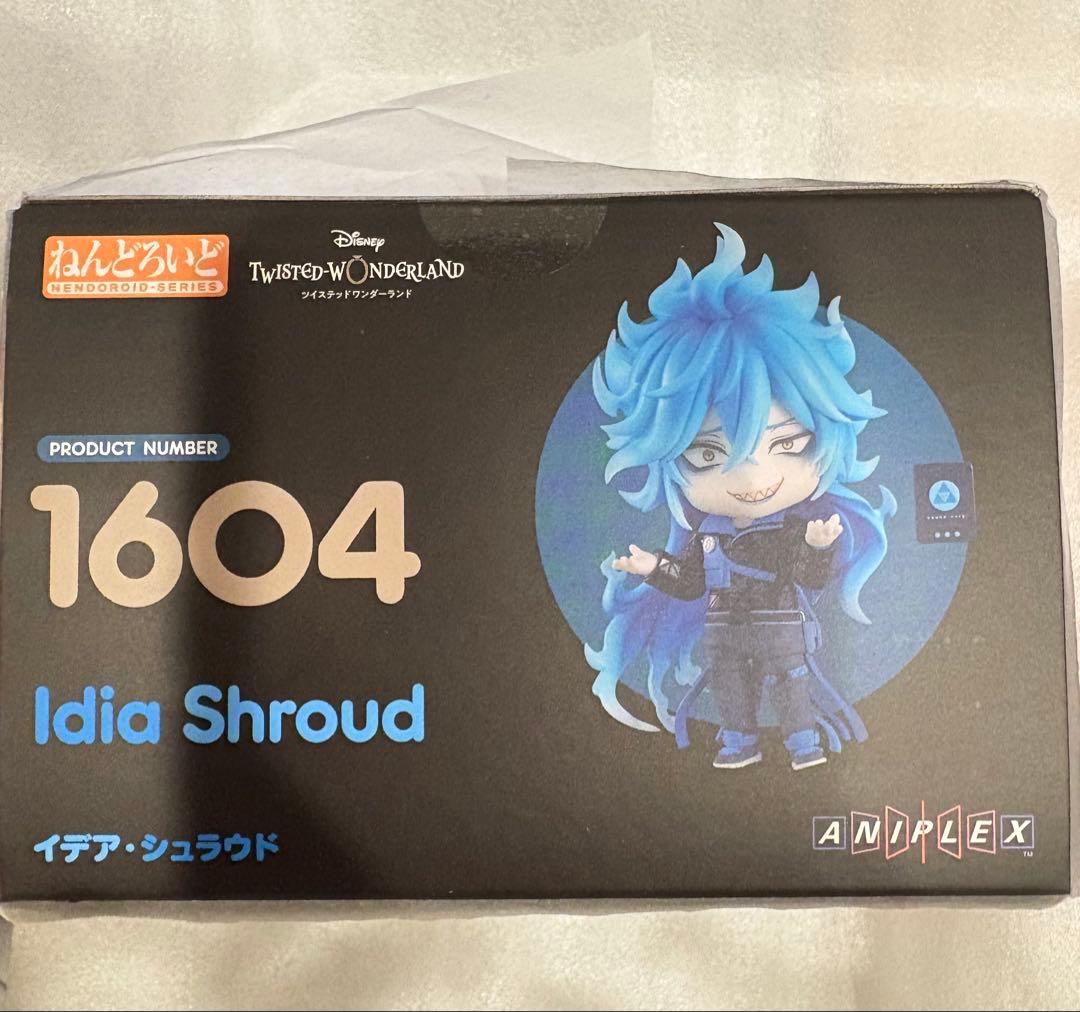 ねんどろいど
NENDOROID-SERIES
Disney
TWISTED-WONDERLAND
ツイステッドワンダーランド
PRODUCT NUMBER
1604
Idia Shroud
イデア・シュラウド
ANIPLEX
TM